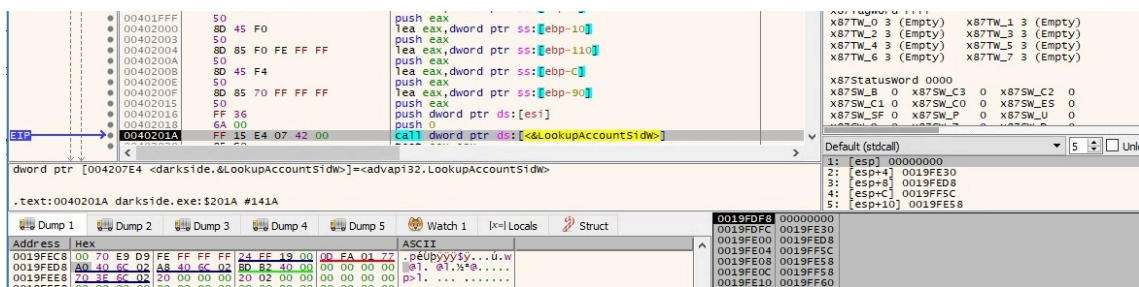 00401FFF 50 push eax
00402000 8D 45 F0 lea eax,dword ptr ss:[ebp-10]
00402003 50 push eax
00402004 8D 85 F0 FE FF FF lea eax,dword ptr ss:[ebp-110]
0040200A 50 push eax
0040200B 8D 45 F4 lea eax,dword ptr ss:[ebp-C]
0040200E 50 push eax
0040200F 8D 85 70 FF FF FF lea eax,dword ptr ss:[ebp-90]
00402015 50 push eax
00402016 FF 36 push dword ptr ds:[esi]
00402018 6A 00 push 0
EIP 0040201A FF 15 E4 07 42 00 call dword ptr ds:[<&LookupAccountSidW>]
dword ptr [004207E4 <darkside.&LookupAccountSidW>]=<advapi32.LookupAccountSidW>
.text:0040201A darkside.exe:$201A #141A
x87TW_0 3 (Empty) x87TW_1 3 (Empty)
x87TW_2 3 (Empty) x87TW_3 3 (Empty)
x87TW_4 3 (Empty) x87TW_5 3 (Empty)
x87TW_6 3 (Empty) x87TW_7 3 (Empty)
x87StatusWord 0000
x87SW_B 0 x87SW_C3 0 x87SW_C2 0
x87SW_C1 0 x87SW_C0 0 x87SW_ES 0
x87SW_SF 0 x87SW_P 0 x87SW_U 0
Default (stdcall) 5
1: [esp] 00000000
2: [esp+4] 0019FE30
3: [esp+8] 0019FED8
4: [esp+C] 0019FF5C
5: [esp+10] 0019FE58
Dump 1 Dump 2 Dump 3 Dump 4 Dump 5 Watch 1 [x=] Locals Struct
Address Hex ASCII
0019FEC8 00 70 E9 D9 FE FF FF FF 24 FF 19 00 0D FA 01 77 .péÙþÿÿÿ$ÿ...ú.w
0019FED8 A0 40 6C 02 A8 40 6C 02 BD B2 40 00 00 00 00 00
0019FEE8 70 3E 6C 02 20 00 00 00 20 02 00 00 00 00 00 00 p>l. ... .......
0019FDF8 00000000
0019FDFC 0019FE30
0019FE00 0019FED8
0019FE04 0019FF5C
0019FE08 0019FE58
0019FE0C 0019FF58
0019FE10 0019FF60